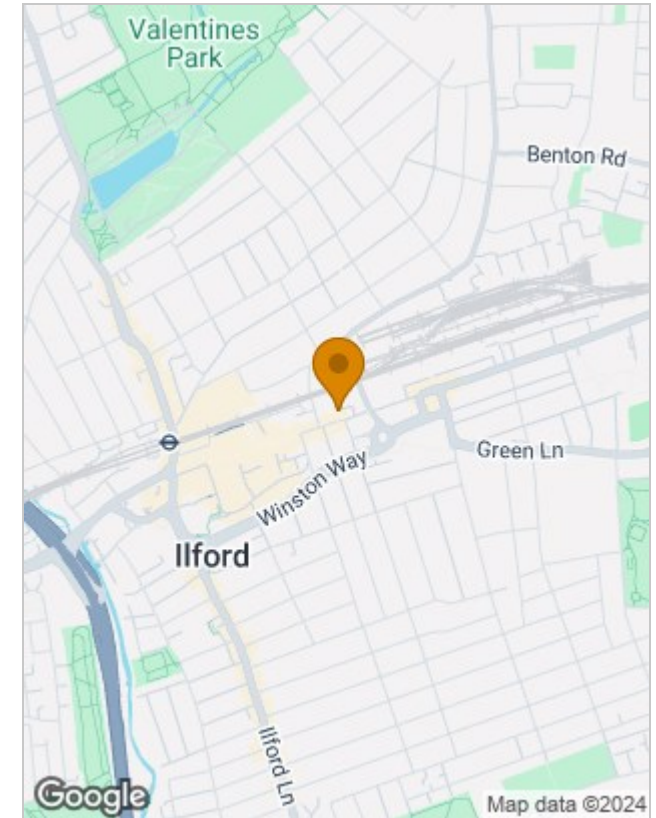 Valentines
Park
Benton Rd
Green Ln
Winston Way
Ilford
Ilford Ln
Google
Map data ©2024